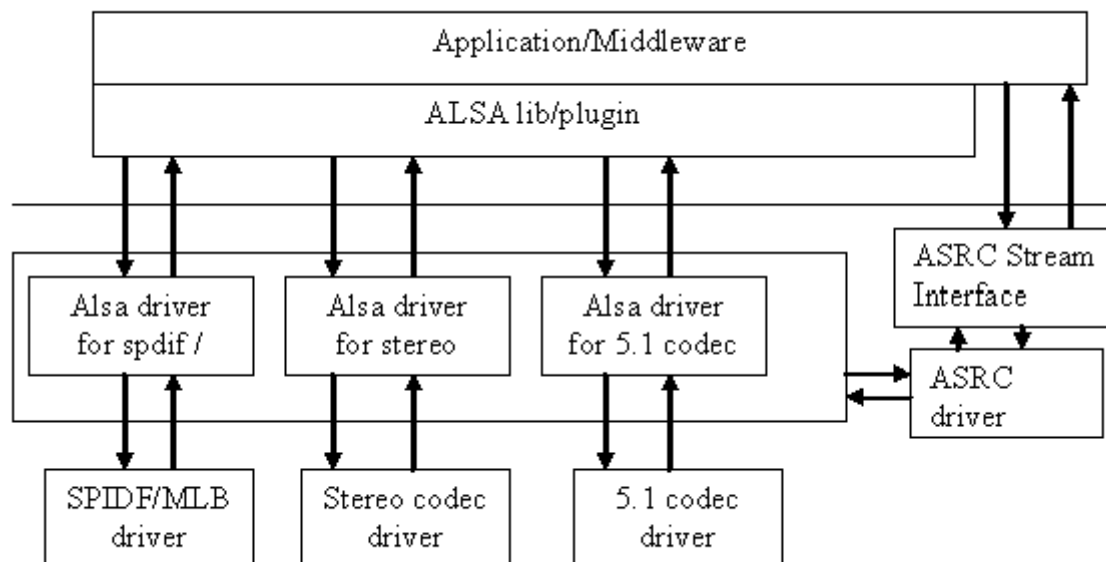 Application/Middleware
ALSA lib/plugin
ASRC Stream
Interface
Alsa driver
for spdif /
Alsa driver
for stereo
Alsa driver
for 5.1 codec
ASRC
driver
SPIDF/MLB
driver
Stereo codec
driver
5.1 codec
driver